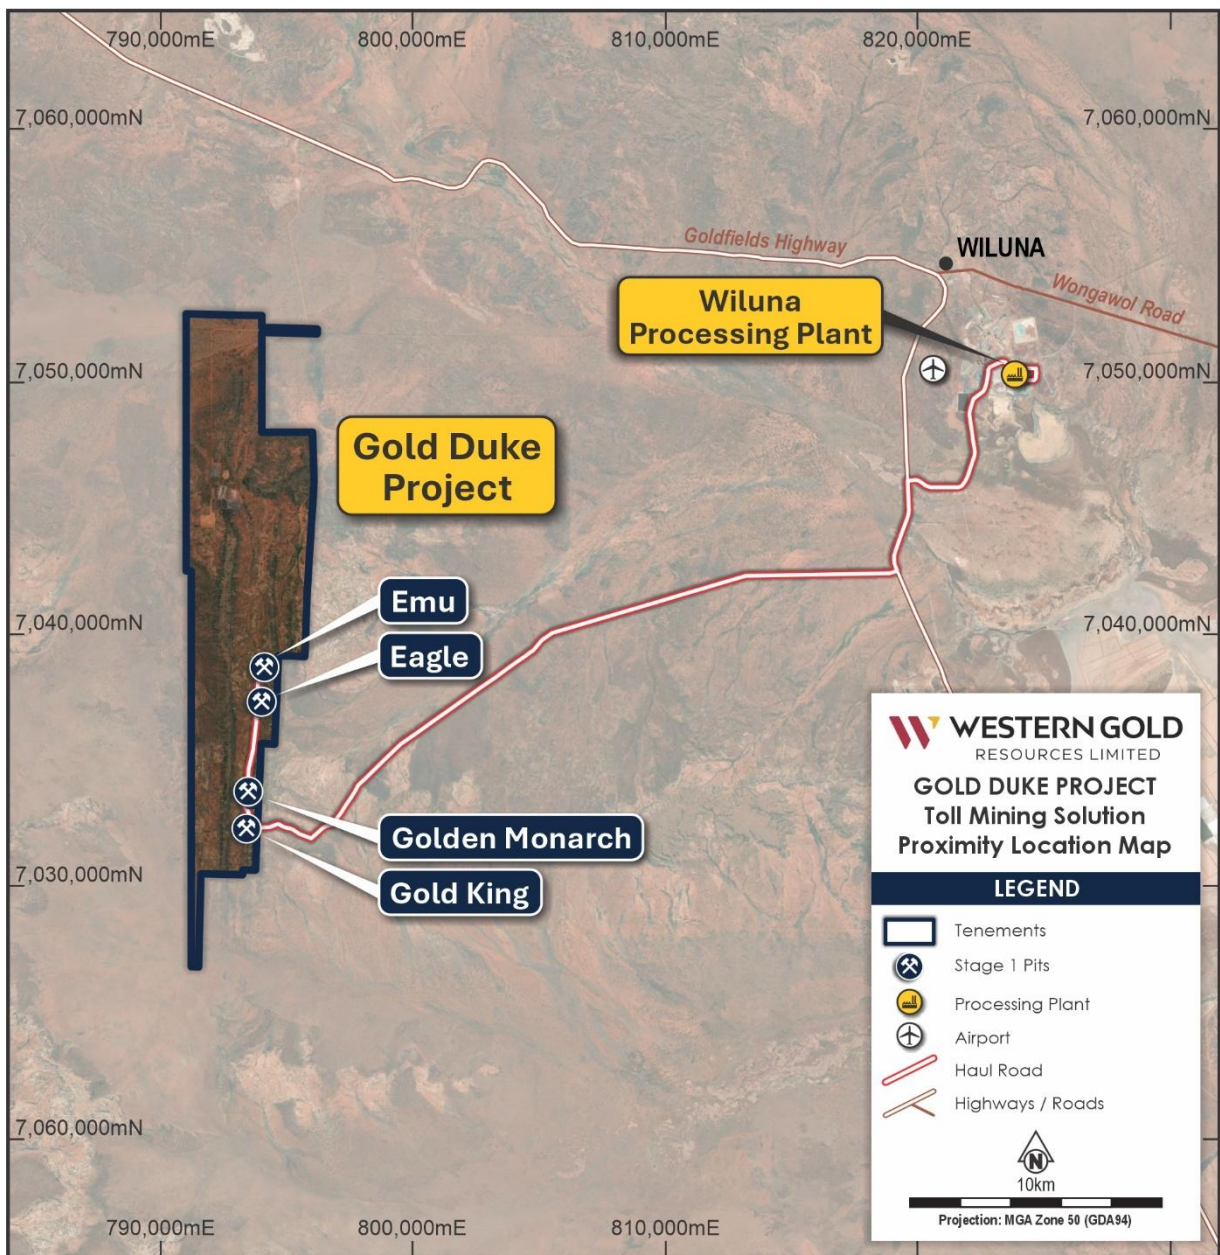 790,000mE
800,000mE
810,000mE
820,000mE
7,060,000mN
7,060,000mN
Goldfields Highway
WILUNA
Wongawol Road
Wiluna
Processing Plant
7,050,000mN
7,050,000mN
Gold Duke
Project
Emu
Eagle
7,040,000mN
7,040,000mN
Golden Monarch
Gold King
7,030,000mN
WESTERN GOLD
RESOURCES LIMITED
GOLD DUKE PROJECT
Toll Mining Solution
Proximity Location Map
LEGEND
Tenements
Stage 1 Pits
Processing Plant
Airport
Haul Road
Highways / Roads
N
10km
Projection: MGA Zone 50 (GDA94)
7,060,000mN
790,000mE
800,000mE
810,000mE